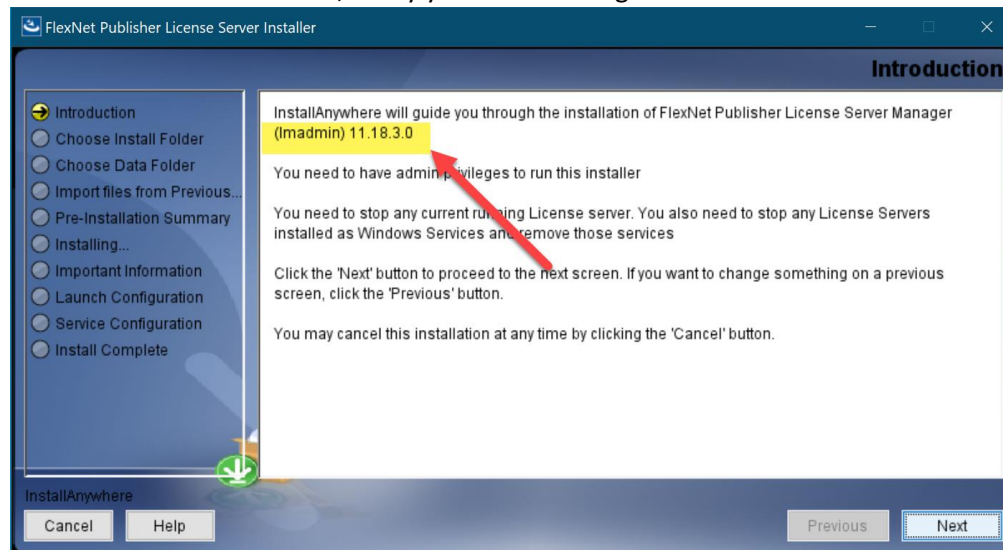 FlexNet Publisher License Server Installer
Introduction
Introduction
Choose Install Folder
Choose Data Folder
Import files from Previous...
Pre-Installation Summary
Installing...
Important Information
Launch Configuration
Service Configuration
Install Complete
InstallAnywhere will guide you through the installation of FlexNet Publisher License Server Manager
(lmadmin) 11.18.3.0
You need to have admin privileges to run this installer
You need to stop any current running License server. You also need to stop any License Servers
installed as Windows Services and remove those services
Click the 'Next' button to proceed to the next screen. If you want to change something on a previous
screen, click the 'Previous' button.
You may cancel this installation at any time by clicking the 'Cancel' button.
InstallAnywhere
Cancel
Help
Previous
Next